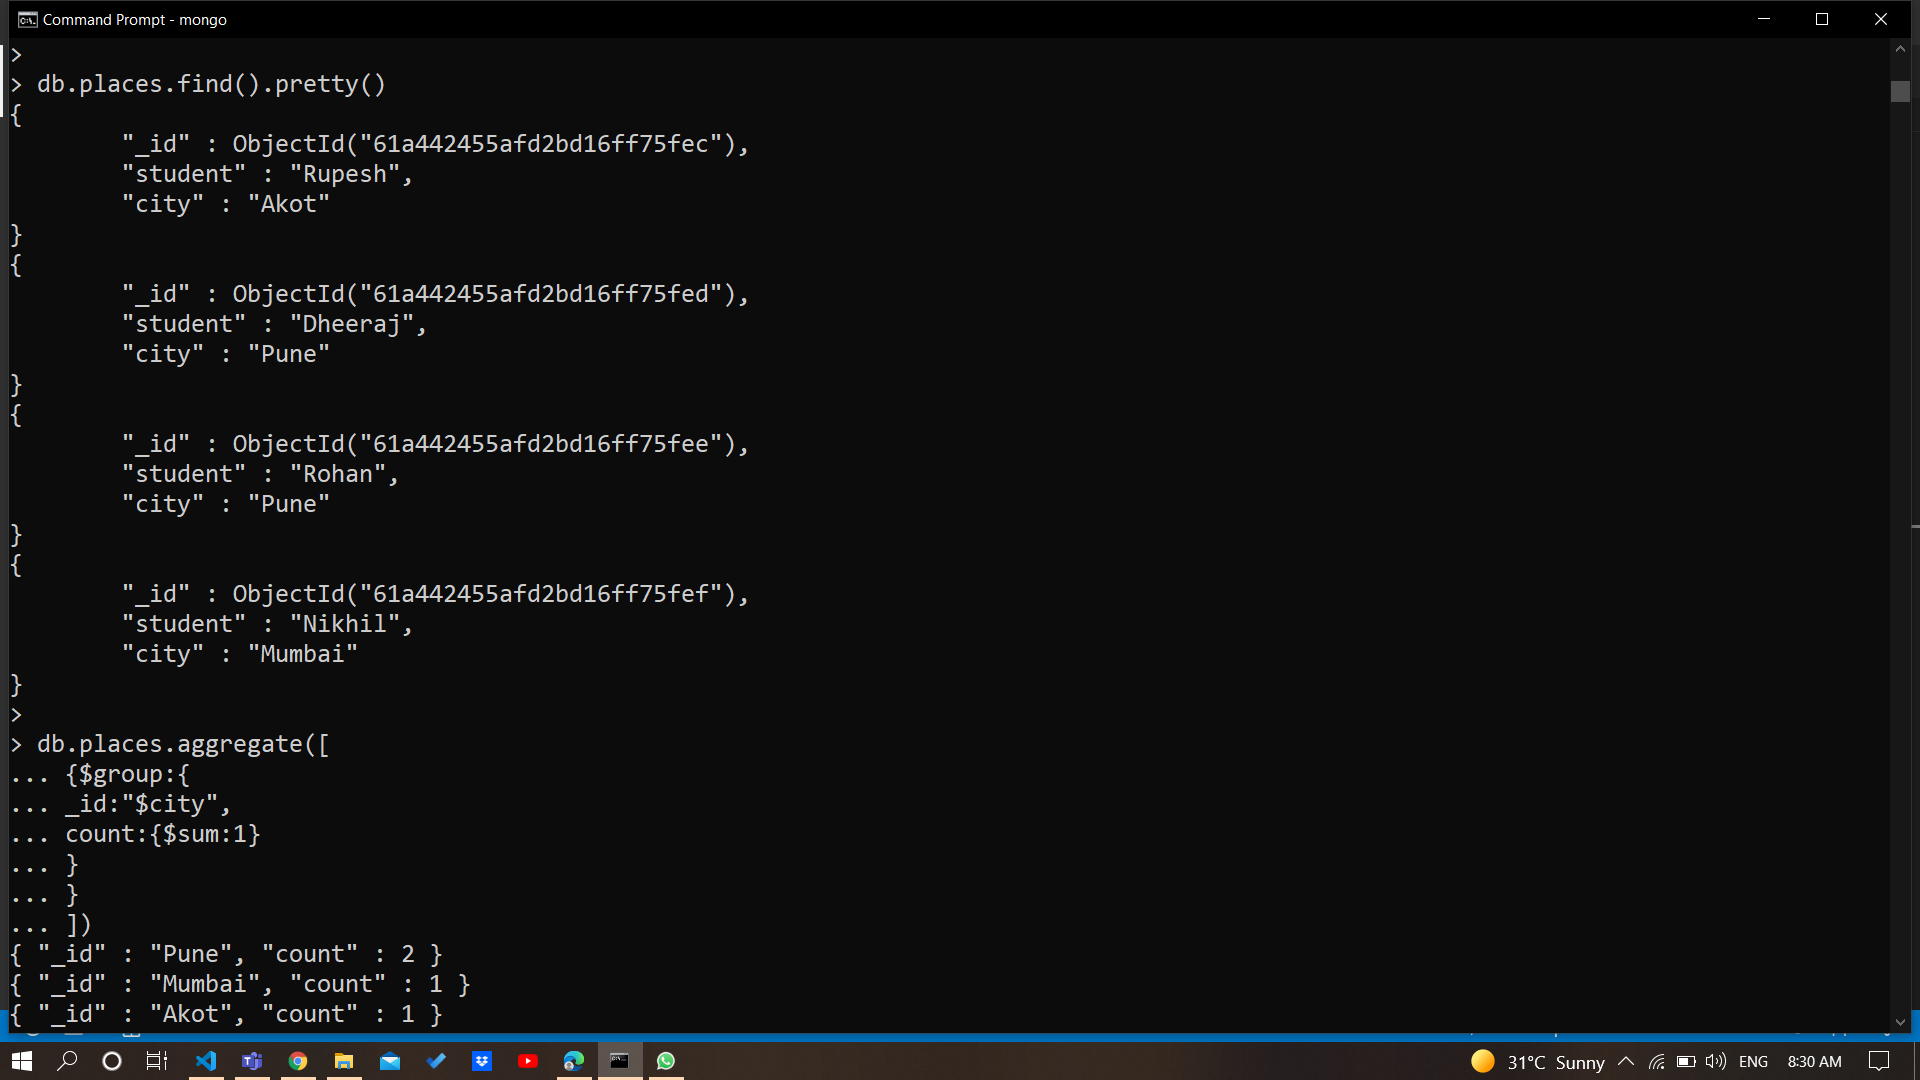 Command Prompt - mongo
>
> db.places.find().pretty()
{
        "_id" : ObjectId("61a442455afd2bd16ff75fec"),
        "student" : "Rupesh",
        "city" : "Akot"
}
{
        "_id" : ObjectId("61a442455afd2bd16ff75fed"),
        "student" : "Dheeraj",
        "city" : "Pune"
}
{
        "_id" : ObjectId("61a442455afd2bd16ff75fee"),
        "student" : "Rohan",
        "city" : "Pune"
}
{
        "_id" : ObjectId("61a442455afd2bd16ff75fef"),
        "student" : "Nikhil",
        "city" : "Mumbai"
}
>
> db.places.aggregate([
... {$group:{
... _id:"$city",
... count:{$sum:1}
... }
... }
... ])
{ "_id" : "Pune", "count" : 2 }
{ "_id" : "Mumbai", "count" : 1 }
{ "_id" : "Akot", "count" : 1 }
31°C Sunny ENG 8:30 AM